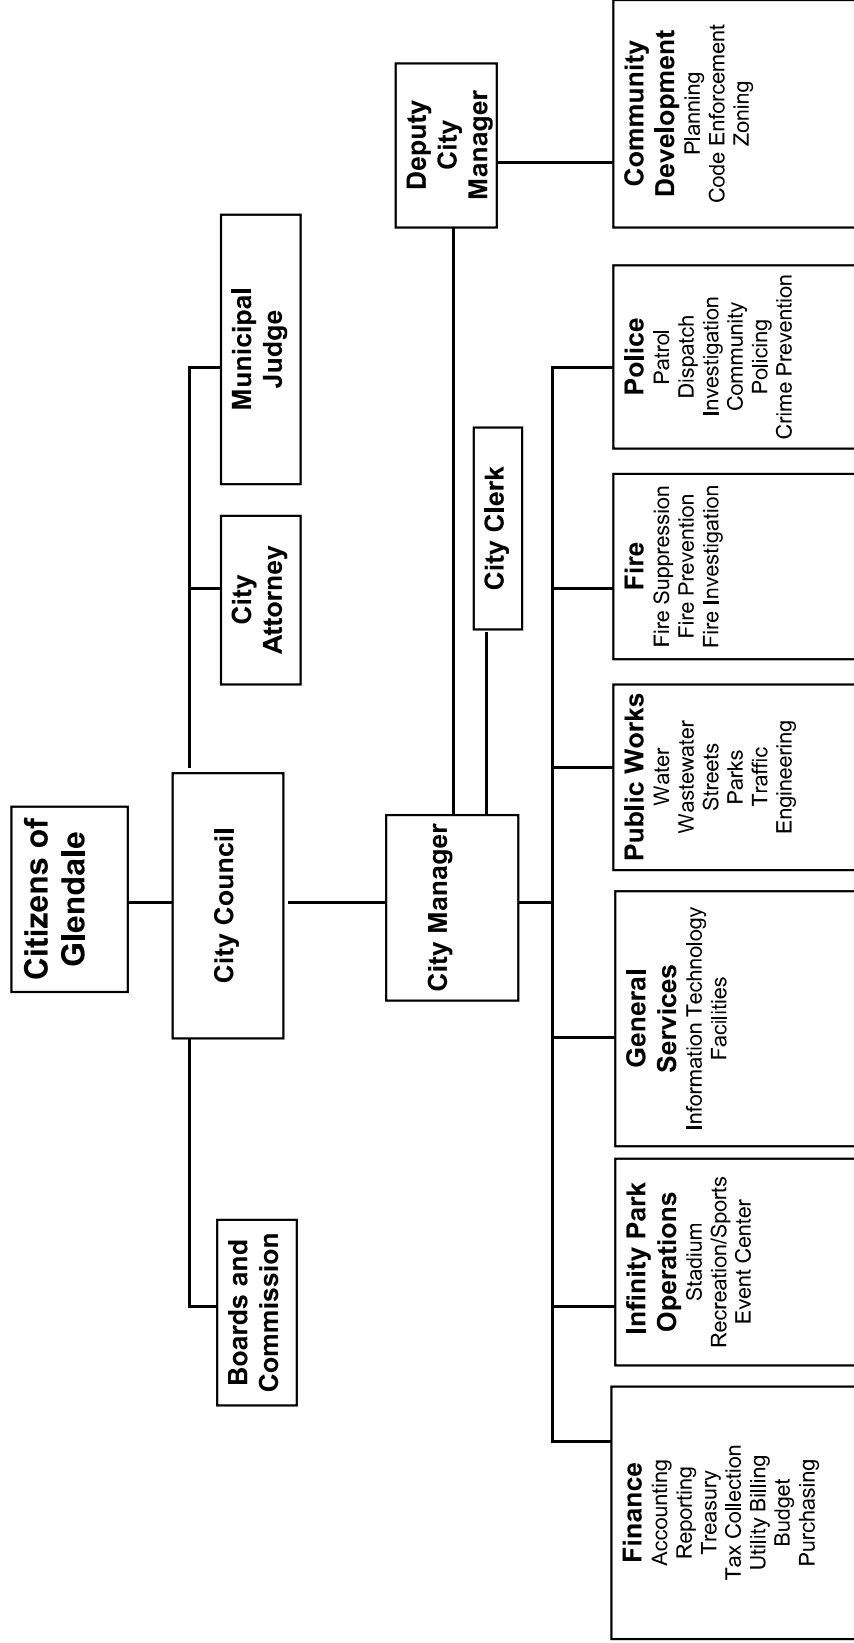 Citizens of
Glendale
City Council
Boards and
Commission
City
Attorney
Municipal
Judge
City Manager
Deputy
City
Manager
City Clerk
Finance
Accounting
Reporting
Treasury
Tax Collection
Utility Billing
Budget
Purchasing
Infinity Park
Operations
Stadium
Recreation/Sports
Event Center
General
Services
Information Technology
Facilities
Public Works
Water
Wastewater
Streets
Parks
Traffic
Engineering
Fire
Fire Suppression
Fire Prevention
Fire Investigation
Police
Patrol
Dispatch
Investigation
Community
Policing
Crime Prevention
Community
Development
Planning
Code Enforcement
Zoning